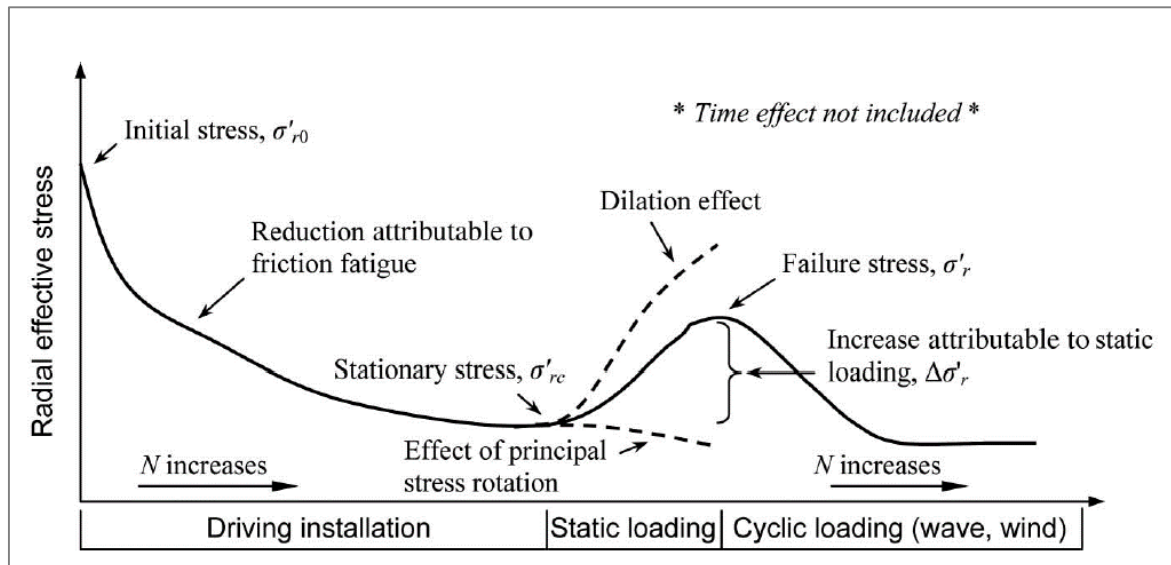 * Time effect not included *
Initial stress, σ'r0
Dilation effect
Reduction attributable to
friction fatigue
Failure stress, σ'r
Increase attributable to static
loading, Δσ'r
Stationary stress, σ'rc
Effect of principal
stress rotation
N increases
N increases
Radial effective stress
Driving installation
Static loading
Cyclic loading (wave, wind)